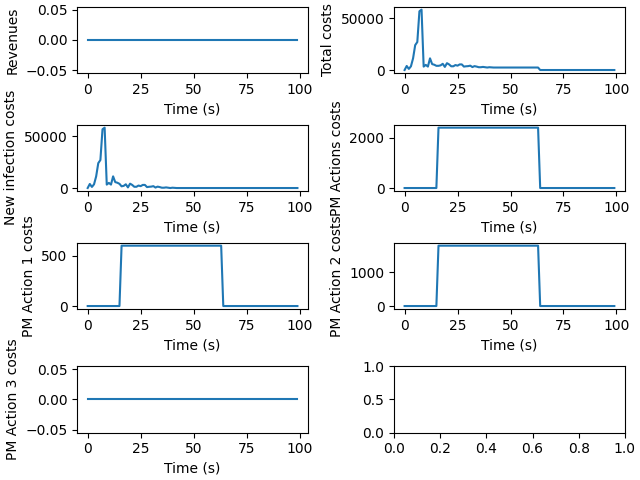 Revenues
0.05
0.00
−0.05
0 25 50 75 100
Time (s)
Total costs
50000
0
0 25 50 75 100
Time (s)
New infection costs
50000
0
0 25 50 75 100
Time (s)
PM Actions costs
2000
0
0 25 50 75 100
Time (s)
PM Action 1 costs
500
0
0 25 50 75 100
Time (s)
PM Action 2 costs
1000
0
0 25 50 75 100
Time (s)
PM Action 3 costs
0.05
0.00
−0.05
0 25 50 75 100
Time (s)
1.0
0.5
0.0
0.0 0.2 0.4 0.6 0.8 1.0